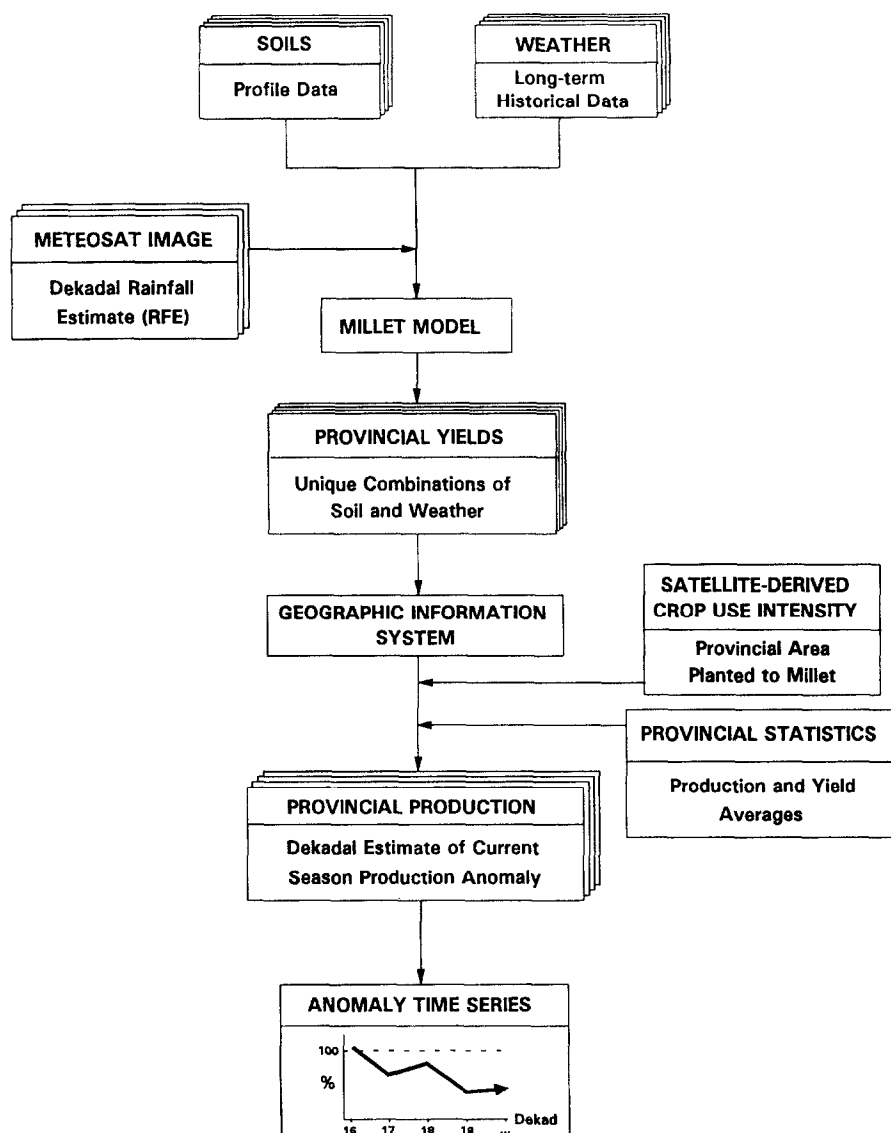 SOILS
Profile Data
WEATHER
Long-term
Historical Data
METEOSAT IMAGE
Dekadal Rainfall
Estimate (RFE)
MILLET MODEL
PROVINCIAL YIELDS
Unique Combinations of
Soil and Weather
GEOGRAPHIC INFORMATION
SYSTEM
SATELLITE-DERIVED
CROP USE INTENSITY
Provincial Area
Planted to Millet
PROVINCIAL STATISTICS
Production and Yield
Averages
PROVINCIAL PRODUCTION
Dekadal Estimate of Current
Season Production Anomaly
ANOMALY TIME SERIES
100
%
Dekad
16 17 18 19